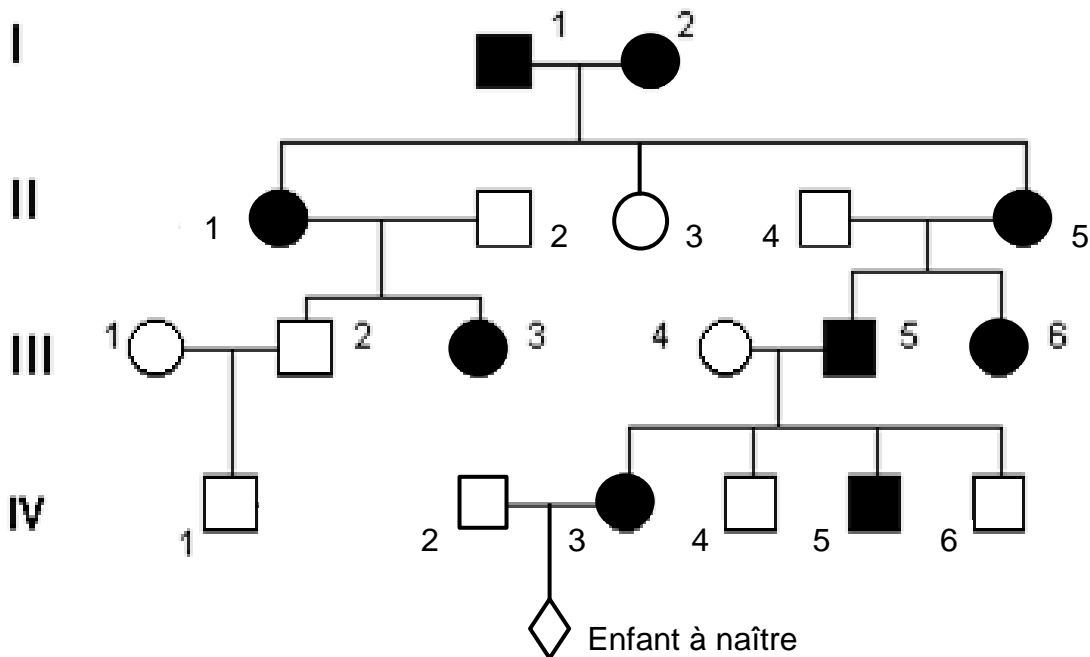 I 1 2
II 1 2 3 4 5
III 1 2 3 4 5 6
IV 1 2 3 4 5 6
Enfant à naître